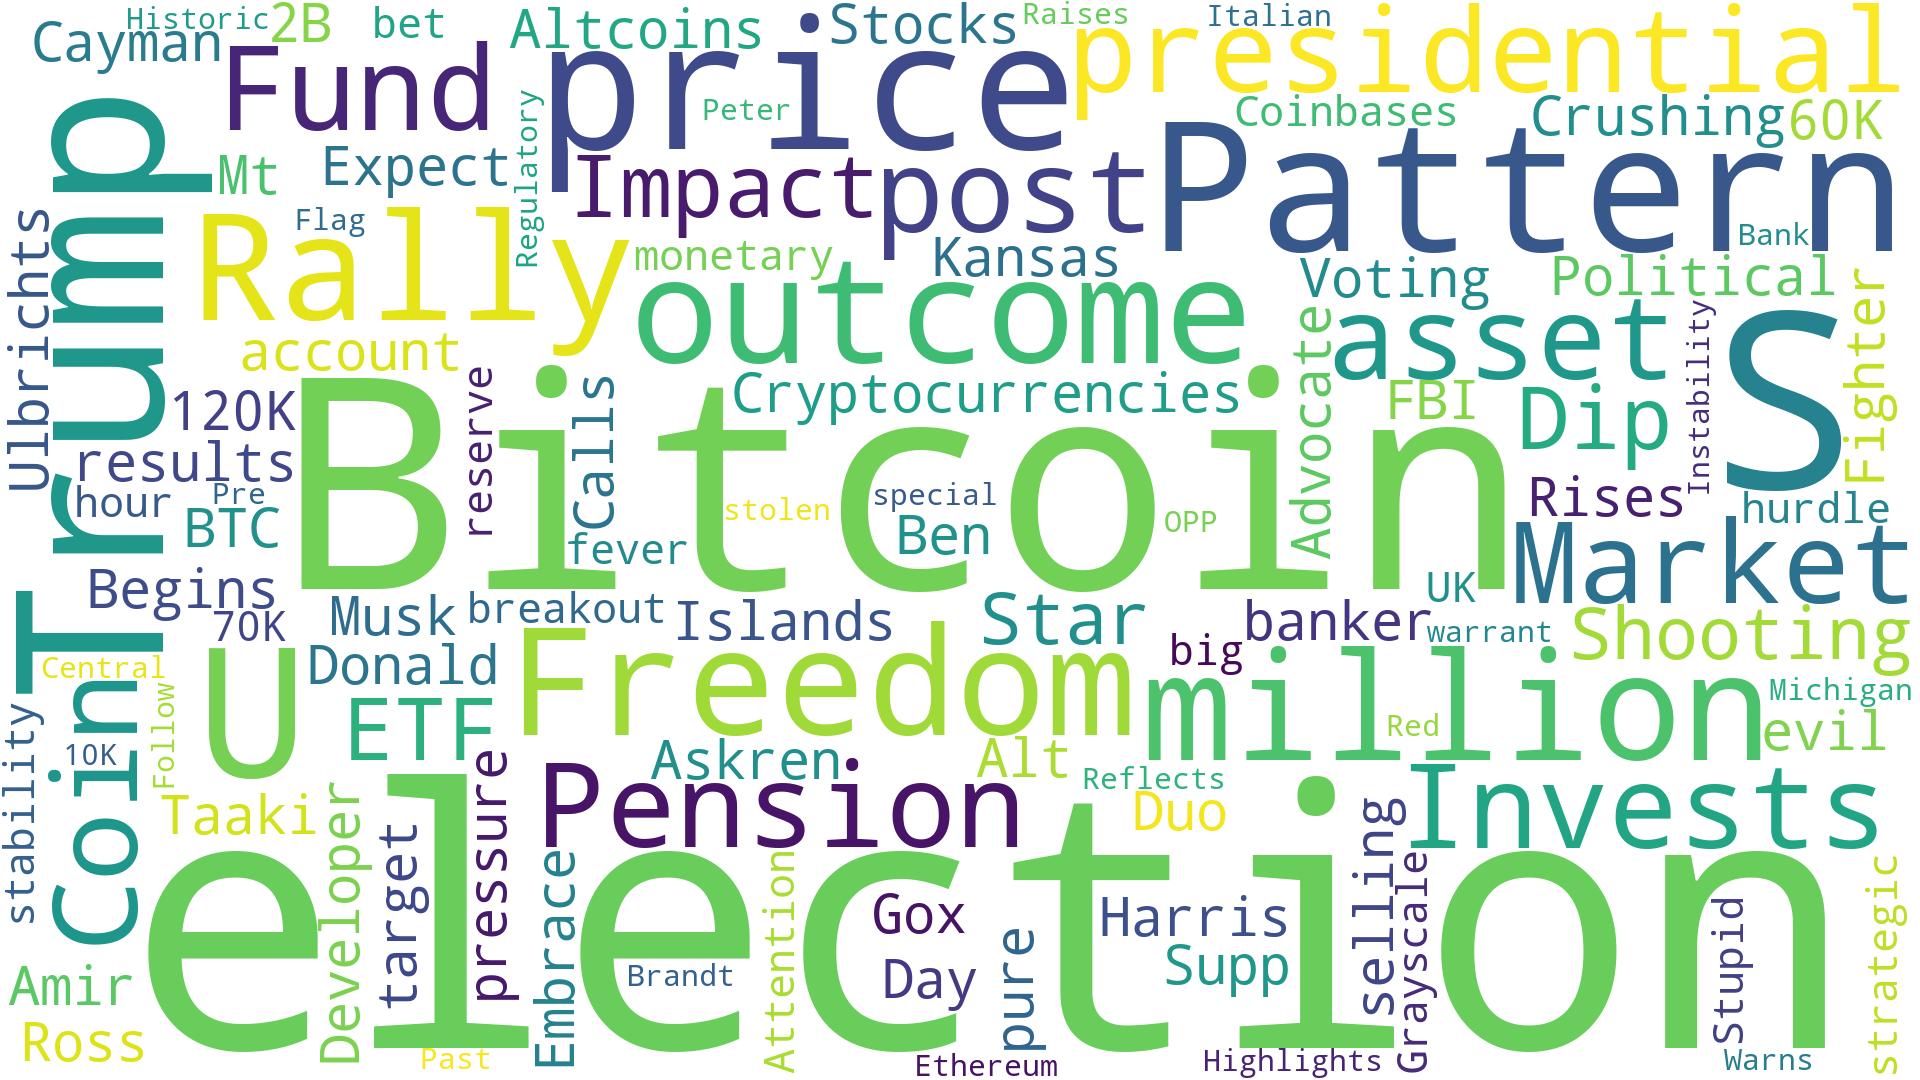 Historic
2B
bet
Altcoins
Stocks
Raises
Italian
presidential
Cayman
Fund
price
Peter
Coinbases
Crushing
60K
Trump
Mt
Expect
Regulatory
Impact
post
Pattern
Bank
Ulbrichts
Rally
Flag
monetary
Kansas
outcome
Voting
Political
account
Cryptocurrencies
Advocate
asset
Instability
S
Fighter
120K
Bitcoin
reserve
Calls
FBI
Dip
results
hour
Pre
BTC
stolen
special
Ben
OPP
Rises
hurdle
fever
Market
Begins
70K
Musk
breakout
Islands
Star
big
banker
UK
warrant
Shooting
Central
Coin
U
Donald
Freedom
million
Michigan
stability
10K
Follow
ETF
Askren
Alt
Red
evil
Reflects
Duo
Taaki
Developer
target
pressure
Pension
Invests
election
Embrace
Attention
Gox
Harris
selling
Grayscale
Stupid
strategic
Amir
Brandt
Day
pure
Supp
Ross
Past
Ethereum
Highlights
Warns